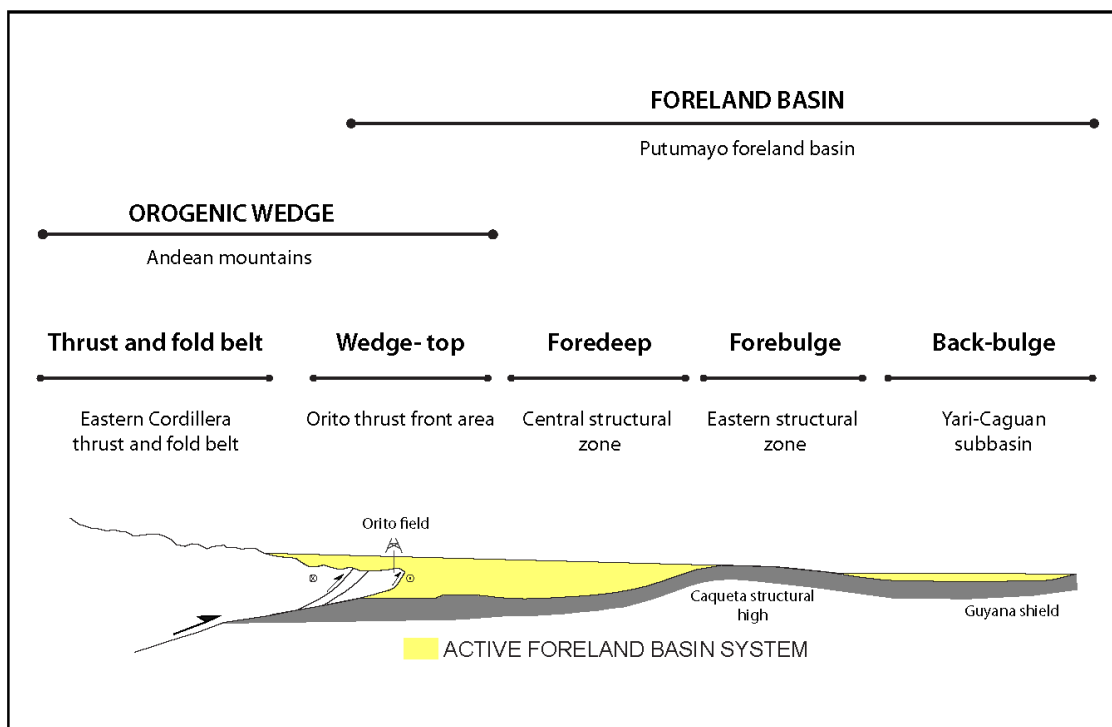 FORELAND BASIN
Putumayo foreland basin
OROGENIC WEDGE
Andean mountains
Thrust and fold belt
Wedge- top
Foredeep
Forebulge
Back-bulge
Eastern Cordillera
thrust and fold belt
Orito thrust front area
Central structural
zone
Eastern structural
zone
Yari-Caguan
subbasin
Orito field
Caqueta structural
high
Guyana shield
ACTIVE FORELAND BASIN SYSTEM